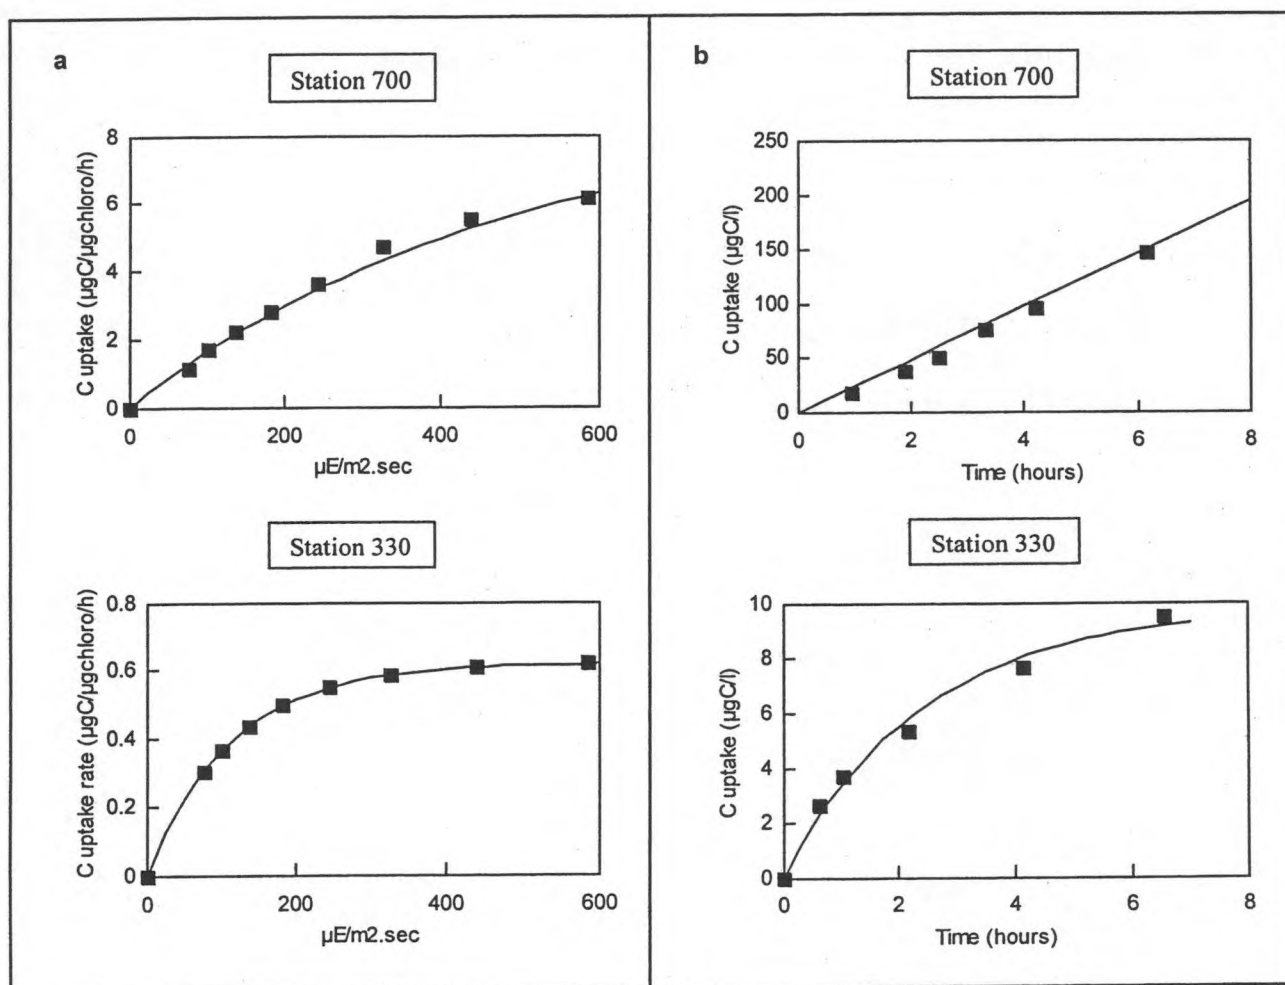 a
Station 700
C uptake (µgC/µgchloro/h)
8
6
4
2
0
0 200 400 600
µE/m2.sec
Station 330
C uptake rate (µgC/µgchloro/h)
0.8
0.6
0.4
0.2
0
0 200 400 600
µE/m2.sec
b
Station 700
C uptake (µgC/l)
250
200
150
100
50
0
0 2 4 6 8
Time (hours)
Station 330
C uptake (µgC/l)
10
8
6
4
2
0
0 2 4 6 8
Time (hours)